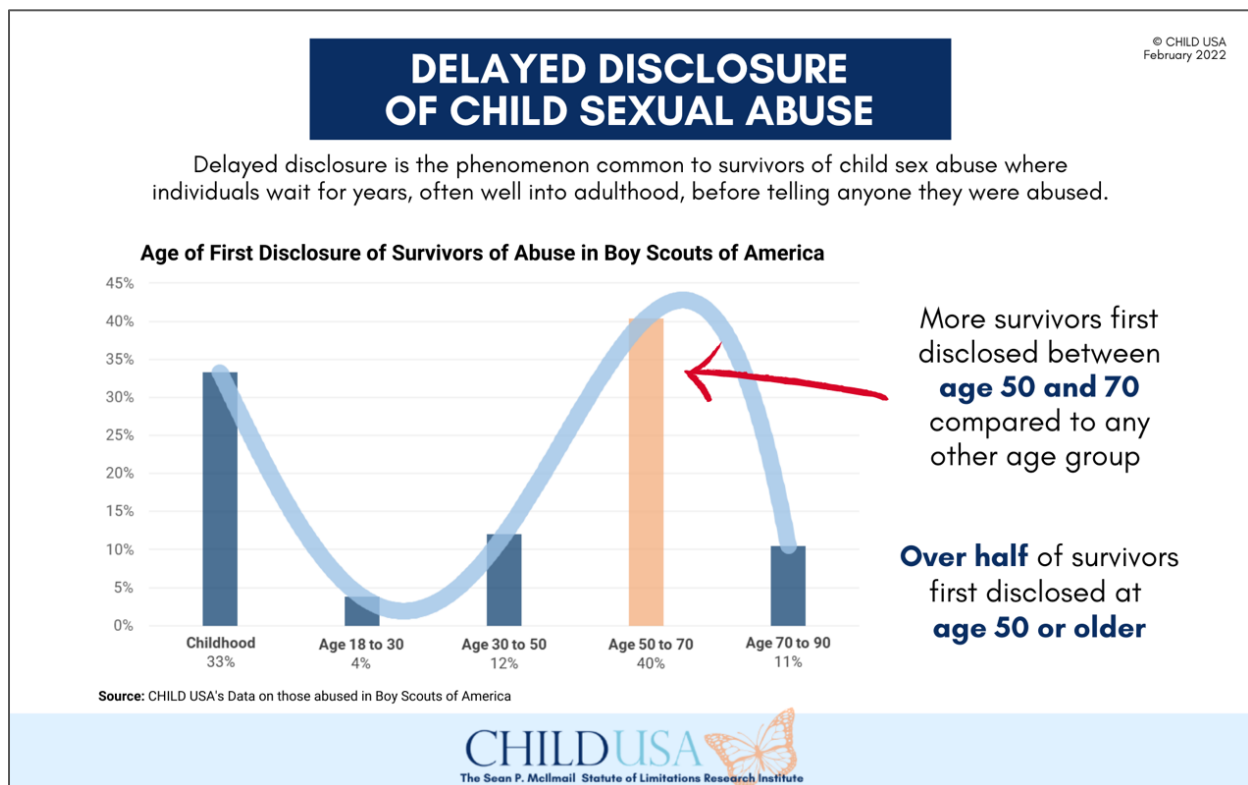 © CHILD USA
February 2022
DELAYED DISCLOSURE
OF CHILD SEXUAL ABUSE
Delayed disclosure is the phenomenon common to survivors of child sex abuse where
individuals wait for years, often well into adulthood, before telling anyone they were abused.
Age of First Disclosure of Survivors of Abuse in Boy Scouts of America
45%
40%
35%
30%
25%
20%
15%
10%
5%
0%
Childhood
33%
Age 18 to 30
4%
Age 30 to 50
12%
Age 50 to 70
40%
Age 70 to 90
11%
More survivors first
disclosed between
age 50 and 70
compared to any
other age group
Over half of survivors
first disclosed at
age 50 or older
Source: CHILD USA's Data on those abused in Boy Scouts of America
CHILDUSA
The Sean P. McIlmail Statute of Limitations Research Institute